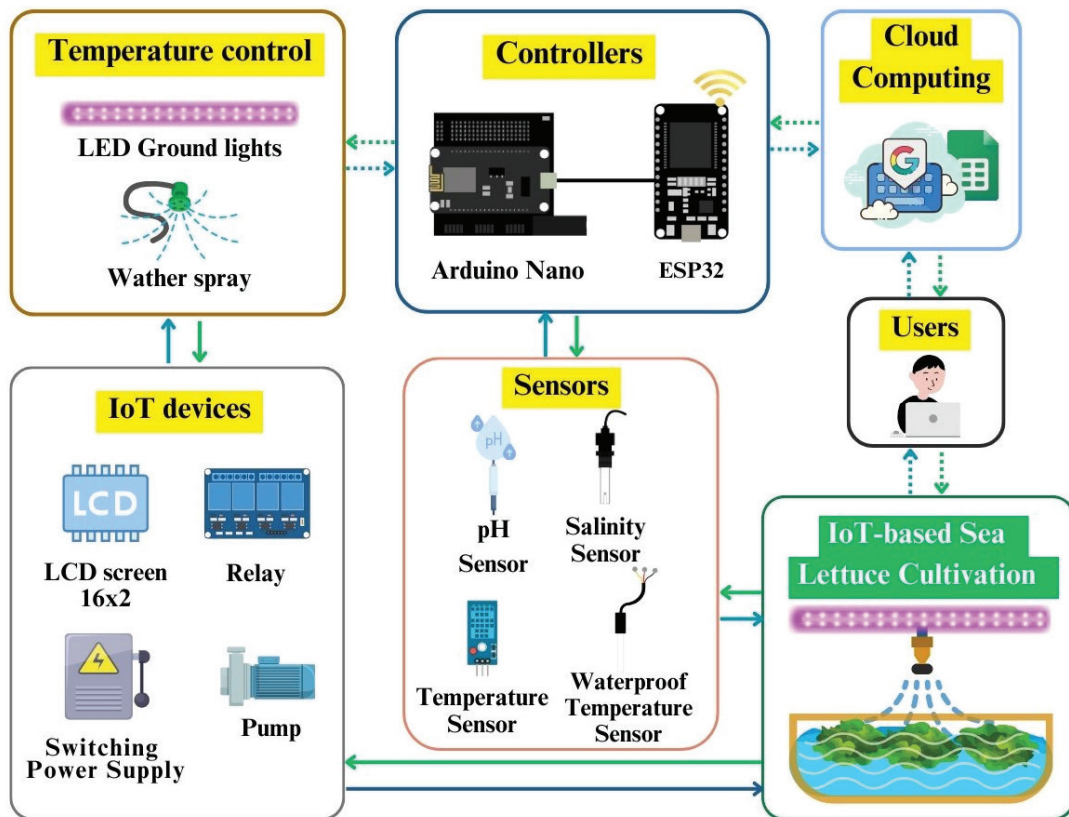 Temperature control
LED Ground lights
Wather spray
Controllers
Arduino Nano
ESP32
Cloud
Computing
G
Users
IoT devices
LCD
LCD screen
16x2
Relay
Switching
Power Supply
Pump
Sensors
pH
pH
Sensor
Salinity
Sensor
Temperature
Sensor
Waterproof
Temperature
Sensor
IoT-based Sea
Lettuce Cultivation